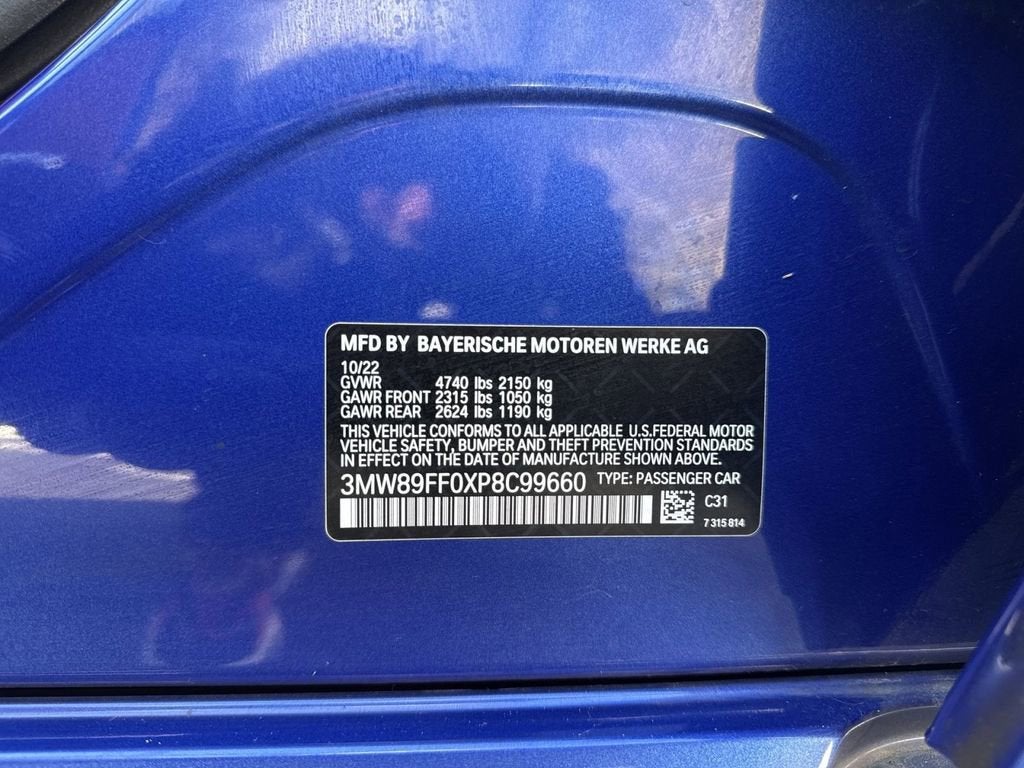 MFD BY BAYERISCHE MOTOREN WERKE AG
10/22
GVWR 4740 lbs 2150 kg
GAWR FRONT 2315 lbs 1050 kg
GAWR REAR 2624 lbs 1190 kg
THIS VEHICLE CONFORMS TO ALL APPLICABLE U.S.FEDERAL MOTOR
VEHICLE SAFETY, BUMPER AND THEFT PREVENTION STANDARDS
IN EFFECT ON THE DATE OF MANUFACTURE SHOWN ABOVE.
3MW89FF0XP8C99660 TYPE: PASSENGER CAR
C31
7 315 814